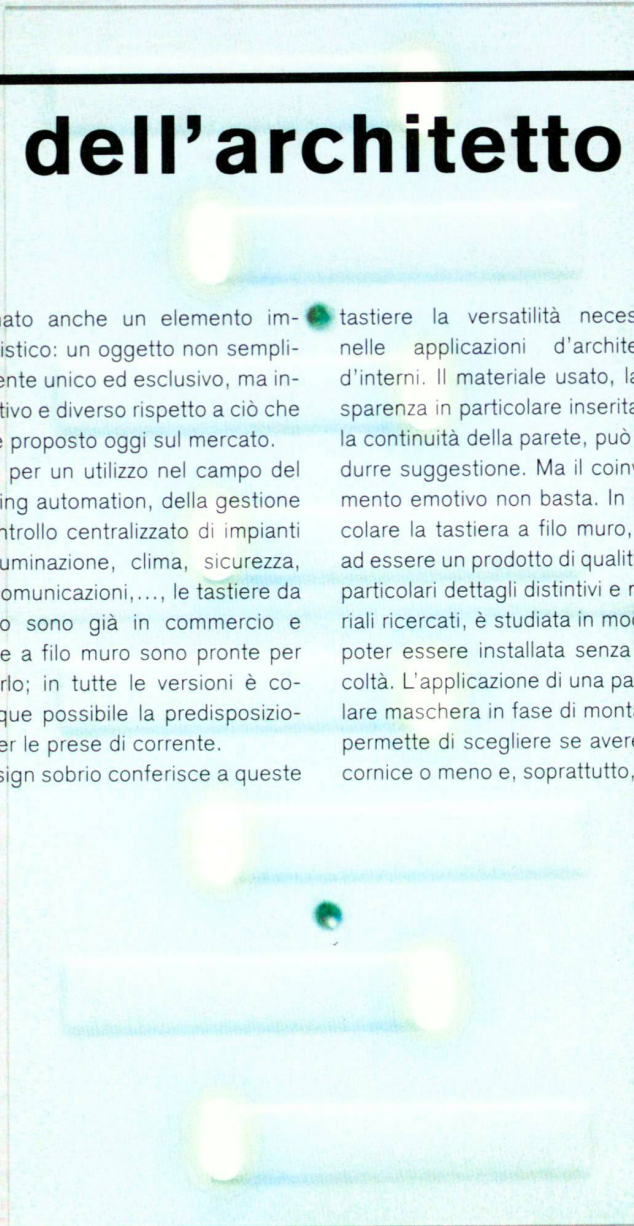 dell'architetto
nato anche un elemento im-
istico: un oggetto non sempli-
ente unico ed esclusivo, ma in-
tivo e diverso rispetto a ciò che
e proposto oggi sul mercato.
per un utilizzo nel campo del
ing automation, della gestione
ntrollo centralizzato di impianti
uminazione, clima, sicurezza,
omunicazioni,..., le tastiere da
o sono già in commercio e
e a filo muro sono pronte per
rlo; in tutte le versioni è co-
que possibile la predisposizio-
er le prese di corrente.
sign sobrio conferisce a queste
tastiere la versatilità neces
nelle applicazioni d'archite
d'interni. Il materiale usato, la
sparenza in particolare inserita
la continuità della parete, può
durre suggestione. Ma il coinv
mento emotivo non basta. In
colare la tastiera a filo muro,
ad essere un prodotto di qualit
particolari dettagli distintivi e
riali ricercati, è studiata in mo
poter essere installata senza
coltà. L'applicazione di una pa
lare maschera in fase di mont
permette di scegliere se avere
cornice o meno e, soprattutto,